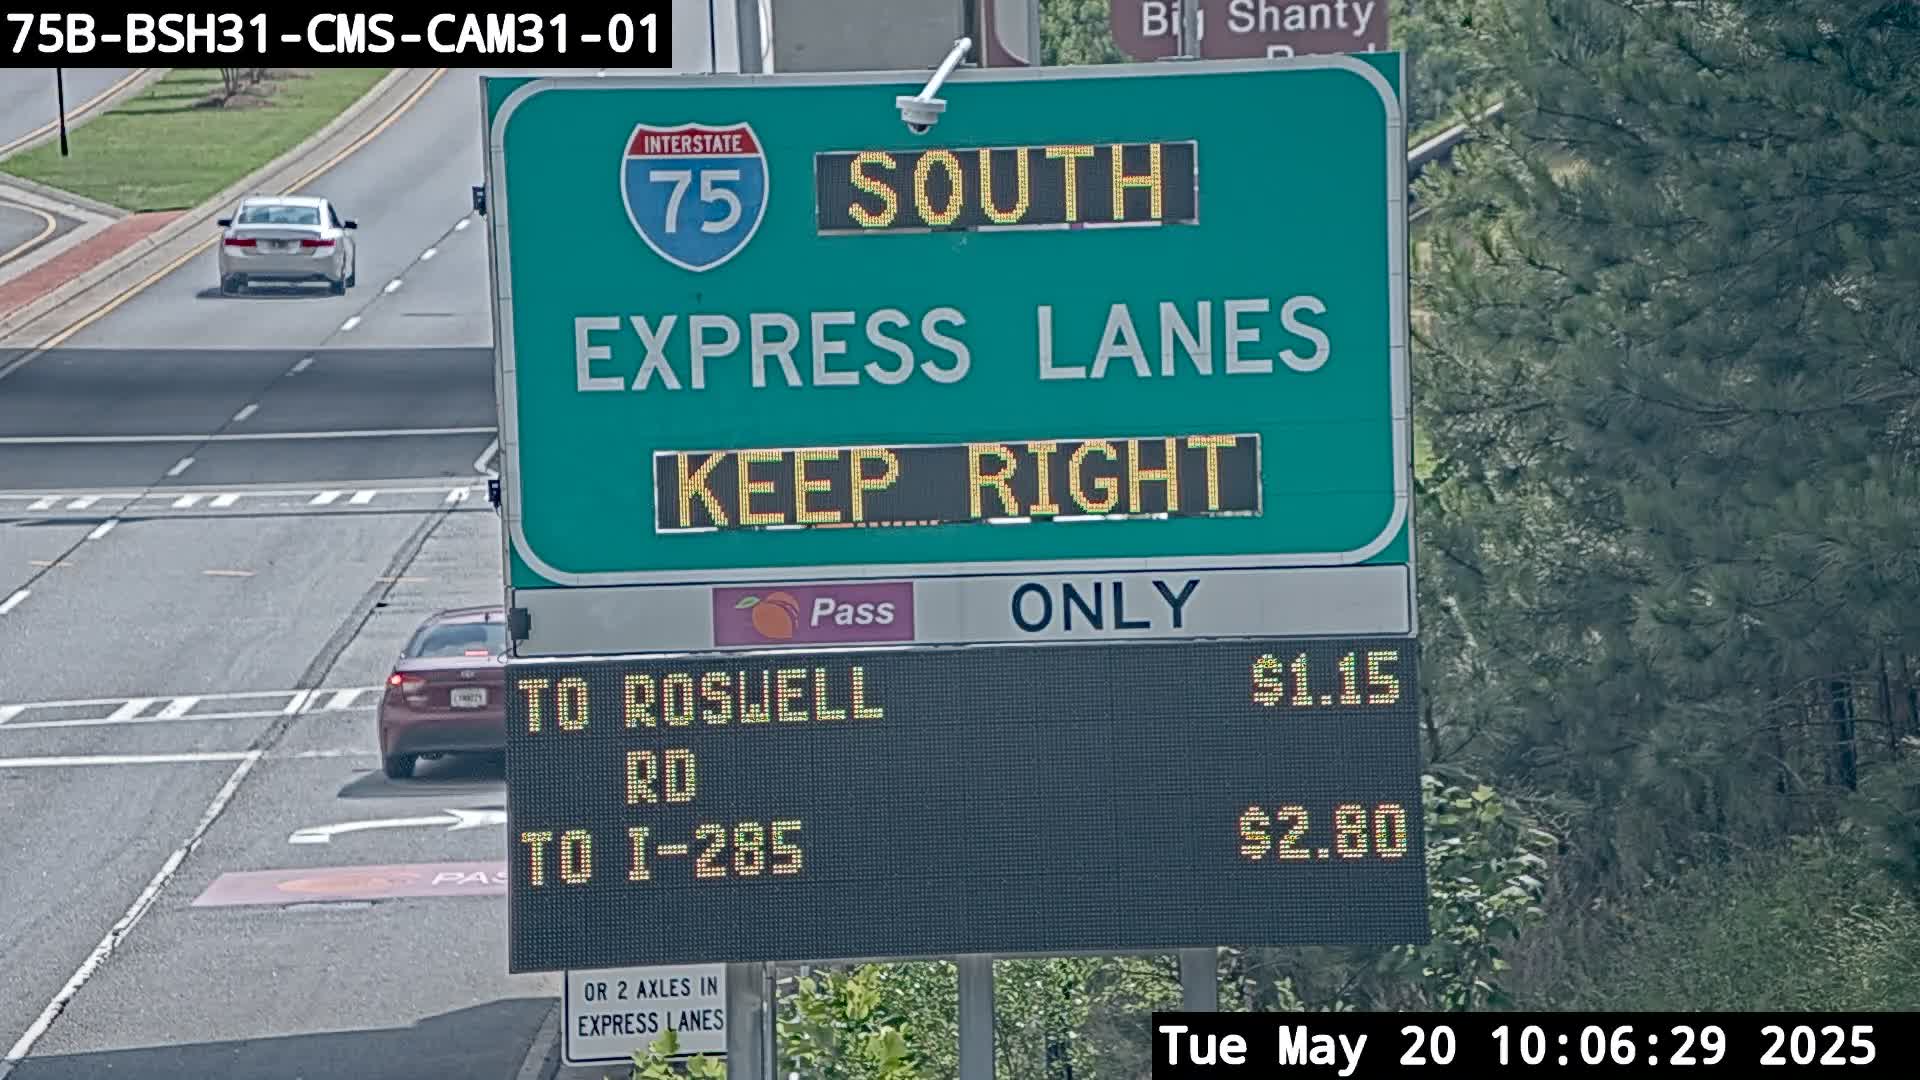 75B-BSH31-CMS-CAM31-01
Big Shanty
Road
INTERSTATE
75
SOUTH
EXPRESS LANES
KEEP RIGHT
Pass ONLY
TO ROSWELL $1.15
RD
TO I-285 $2.80
PAS
OR 2 AXLES IN
EXPRESS LANES
Tue May 20 10:06:29 2025